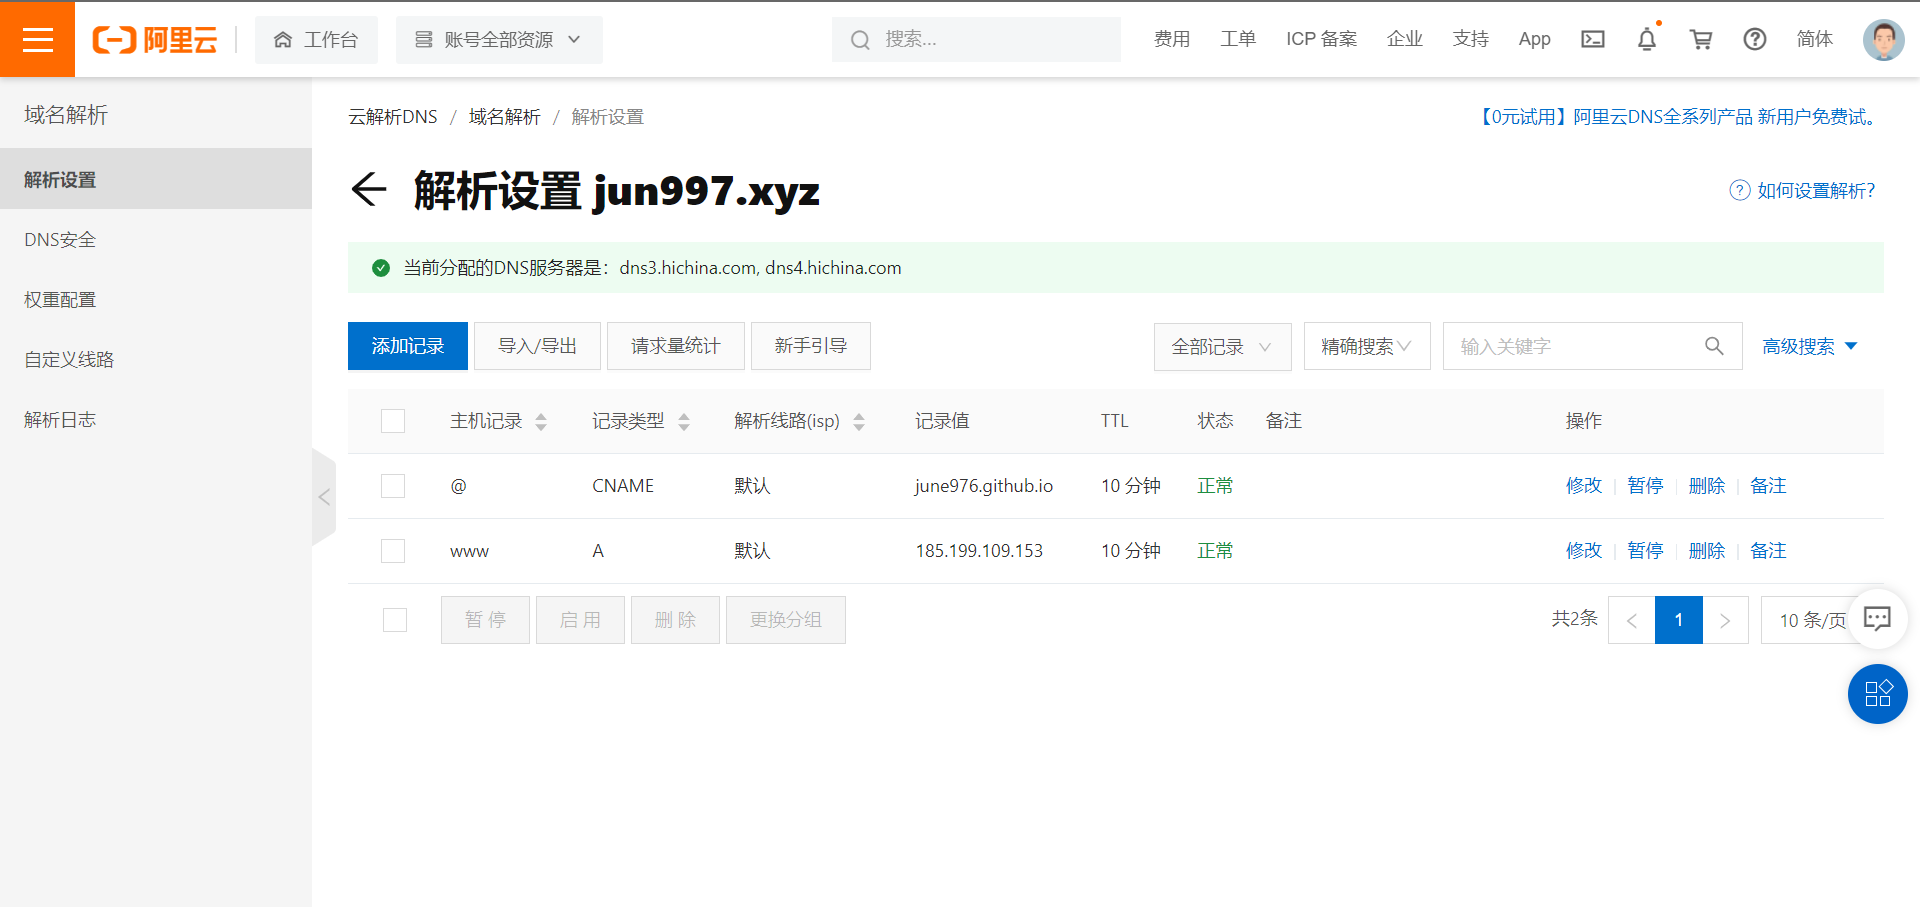 阿里云
工作台
账号全部资源
搜索...
费用
工单
ICP 备案
企业
支持
App
简体
域名解析
解析设置
DNS安全
权重配置
自定义线路
解析日志
云解析DNS / 域名解析 / 解析设置
【0元试用】阿里云DNS全系列产品 新用户免费试。
解析设置 jun997.xyz
如何设置解析?
当前分配的DNS服务器是：dns3.hichina.com, dns4.hichina.com
添加记录 导入/导出 请求量统计 新手引导 全部记录 精确搜索 输入关键字 高级搜索
主机记录 记录类型 解析线路(isp) 记录值 TTL 状态 备注 操作
@ CNAME 默认 june976.github.io 10 分钟 正常 修改 暂停 删除 备注
www A 默认 185.199.109.153 10 分钟 正常 修改 暂停 删除 备注
暂 停 启 用 删 除 更换分组 共2条 < 1 > 10 条/页